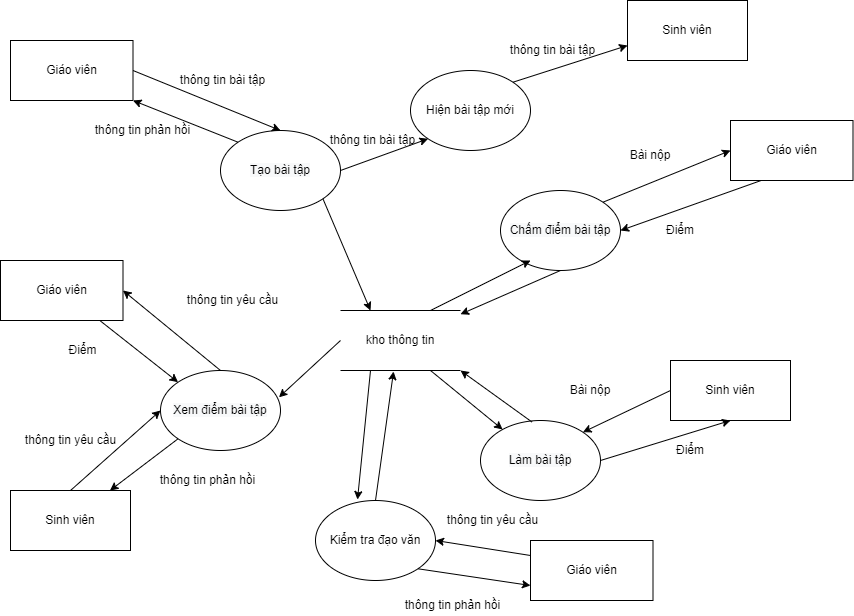 Sinh viên
thông tin bài tập
Giáo viên
thông tin bài tập
Hiện bài tập mới
thông tin phản hồi
thông tin bài tập
Tạo bài tập
Bài nộp
Giáo viên
Chấm điểm bài tập
Điểm
Giáo viên
thông tin yêu cầu
kho thông tin
Điểm
Xem điểm bài tập
Bài nộp
Sinh viên
thông tin yêu cầu
thông tin phản hồi
Làm bài tập
Điểm
Sinh viên
thông tin yêu cầu
Kiểm tra đạo văn
Giáo viên
thông tin phản hồi